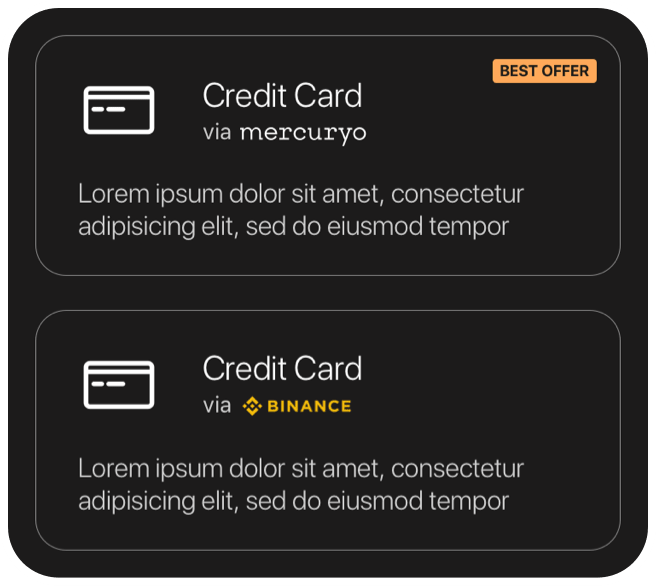 BEST OFFER
Credit Card
via mercuryo
Lorem ipsum dolor sit amet, consectetur
adipisicing elit, sed do eiusmod tempor
Credit Card
via BINANCE
Lorem ipsum dolor sit amet, consectetur
adipisicing elit, sed do eiusmod tempor